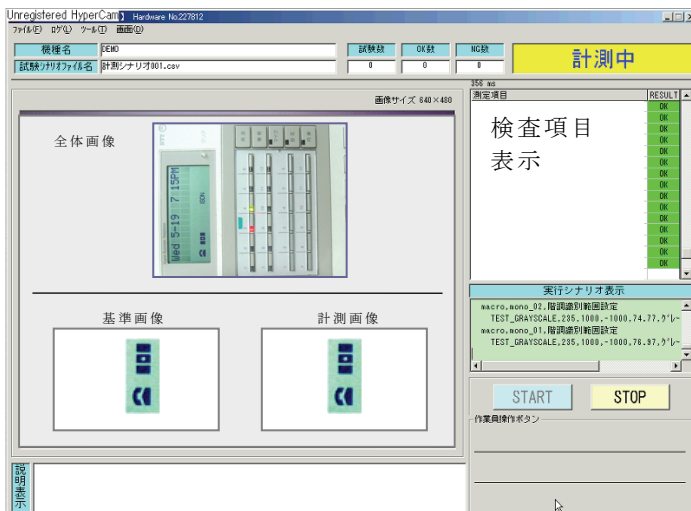 Unregistered HyperCam】 Hardware No.227812
ファイル(F) ログ(L) ツール(T) 画面(D)
機種名 DEMO
試験数 OK数 NG数
計測中
試験シナリオファイル名 計測シナリオ001.csv
0 0 0
356 ms
画像サイズ 640×480
測定項目 RESULT
OK
OK
OK
OK
OK
OK
OK
OK
OK
OK
OK
OK
OK
OK
検査項目
表示
全体画像
Wed 5-19 7 15PM
実行シナリオ表示
macro,mono_02,階調識別範囲設定
TEST_GRAYSCALE,235,1000,-1000,74.77,グレ-
macro,mono_01,階調識別範囲設定
TEST_GRAYSCALE,235,1000,-1000,76.97,グレ-
基準画像 計測画像
START STOP
作業員操作ボタン
説明表示